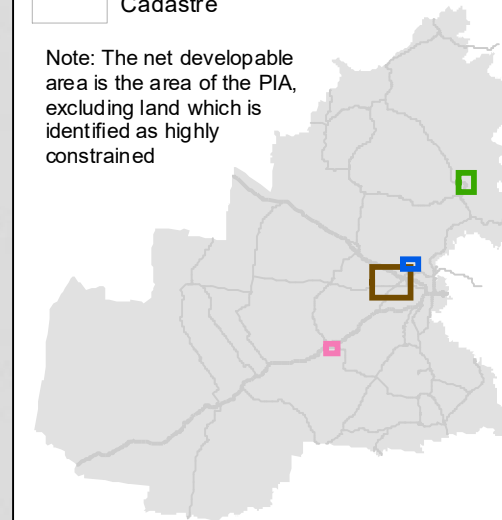 Cadastre
Note: The net developable
area is the area of the PIA,
excluding land which is
identified as highly
constrained